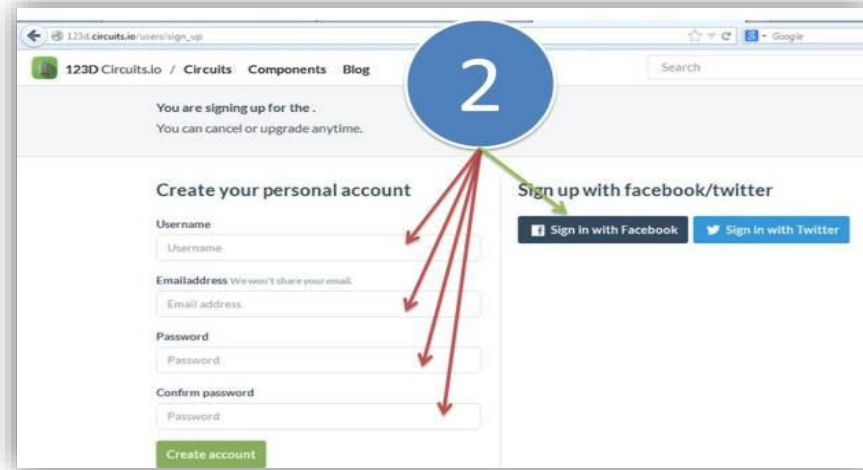 123d.circuits.io/users/sign_up
Google
123D Circuits.io / Circuits Components Blog
Search
2
You are signing up for the .
You can cancel or upgrade anytime.
Create your personal account
Sign up with facebook/twitter
Username
Username
Sign in with Facebook
Sign in with Twitter
Emailaddress We won't share your email.
Email address
Password
Password
Confirm password
Password
Create account